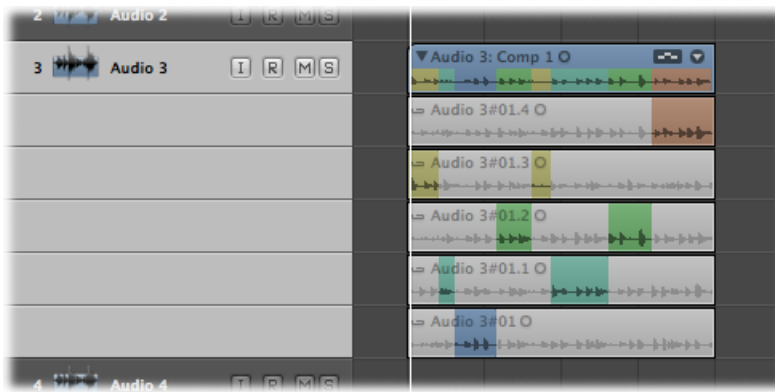 2 Audio 2 I R M S
3 Audio 3 I R M S
Audio 3: Comp 1
Audio 3#01.4
Audio 3#01.3
Audio 3#01.2
Audio 3#01.1
Audio 3#01
4 Audio 4 I R M S